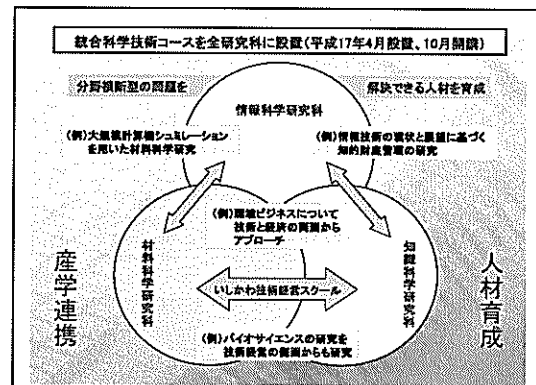 統合科学技術コースを全研究科に設置(平成17年4月設置、10月開講)
分野横断型の問題を
解決できる人材を育成
情報科学研究科
(例)大規模計算機シュミレーション
を用いた材料科学研究
(例)情報技術の現状と展望に基づく
知的財産管理の研究
(例)環境ビジネスについて
技術と経済の側面から
アプローチ
材料科学研究科
知識科学研究科
産学連携
人材育成
いしかわ技術経営スクール
(例)バイオサイエンスの研究を
技術経営の側面からも研究